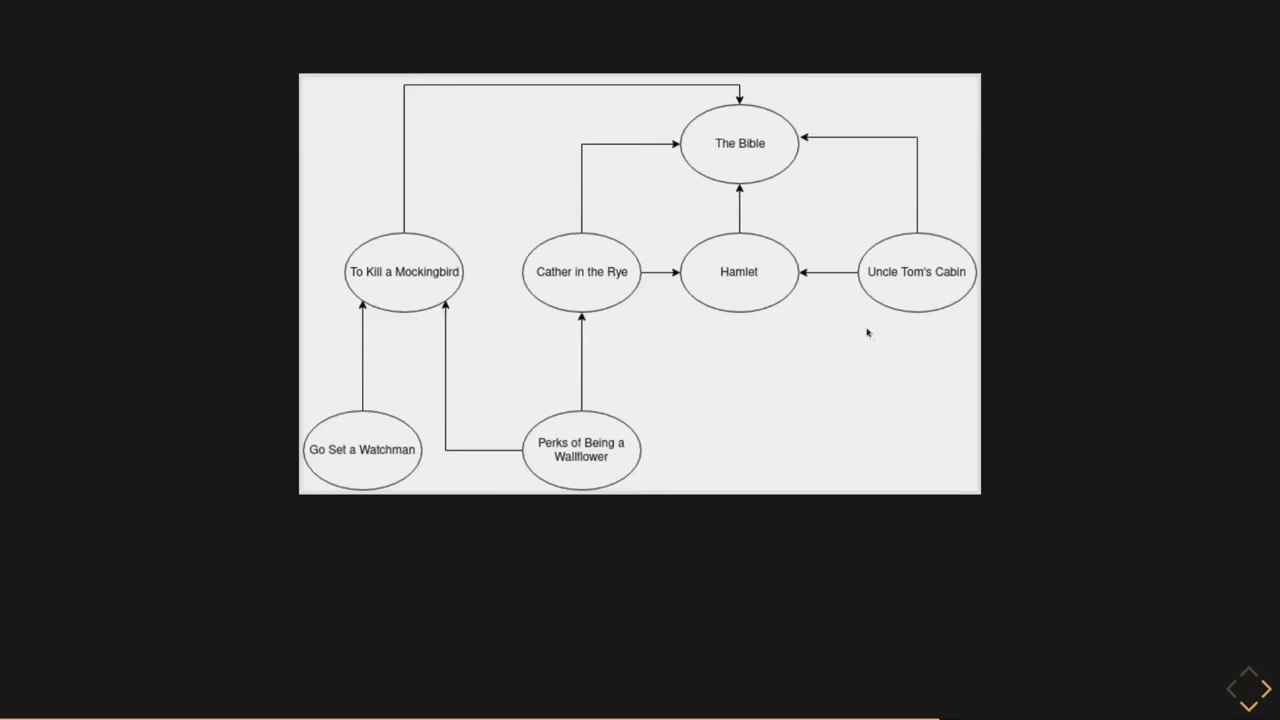 The Bible
To Kill a Mockingbird
Cather in the Rye
Hamlet
Uncle Tom's Cabin
Go Set a Watchman
Perks of Being a
Wallflower